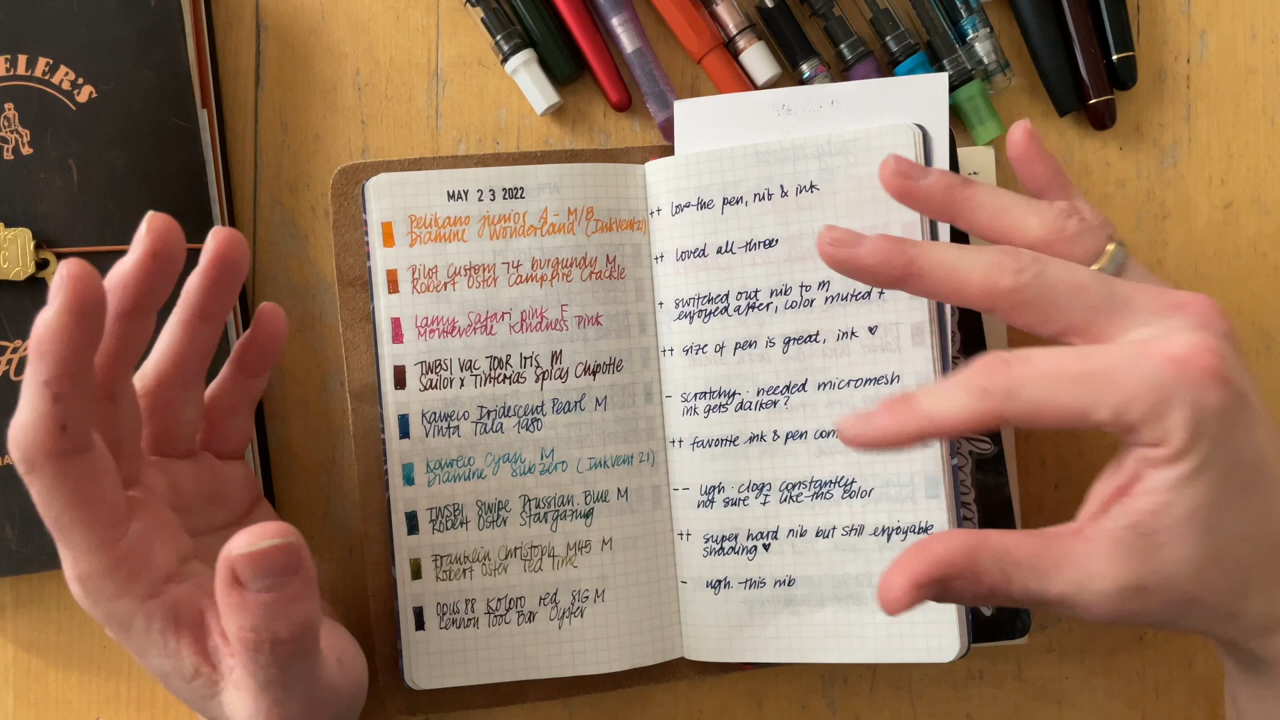 ELER'S
C.
MAY 23 2022
Pelikano junior A - M/B
Diamine Wonderland (InkVent21)
Pilot Custom 74 burgundy M
Robert Oster Campfire Crackle
Lamy Safari pink F
Monteverde Kindness Pink
TWSBI Vac 700R Iris M
Sailor x Tintenas Spicy Chipotle
Kaweco Iridescent Pearl M
Vinta Tala 1980
Kaweco Cyan M
Diamine Subzero (InkVent 21)
TWSBI Swipe Prussian Blue M
Robert Oster Stargazing
Franklin Christoph M45 M
Robert Oster Tea Time
Opus 88 Koloro red SIG M
Lennon Tool Bar Oyster
++ love the pen, nib & ink
++ loved all three
+ switched out nib to M
enjoyed after, color muted +
++ size of pen is great, ink ♥
- scratchy. needed micromesh
ink gets darker?
++ favorite ink & pen com
-- ugh. clogs constantly
not sure I like this color
++ super hard nib but still enjoyable
shading ♥
- ugh. this nib